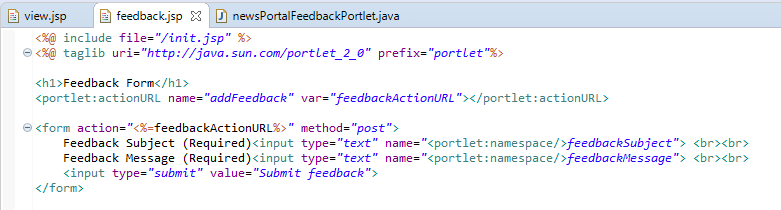 view.jsp feedback.jsp newsPortalFeedbackPortlet.java
<%@ include file="/init.jsp" %>
<%@ taglib uri="http://java.sun.com/portlet_2_0" prefix="portlet"%>
<h1>Feedback Form</h1>
<portlet:actionURL name="addFeedback" var="feedbackActionURL"></portlet:actionURL>
<form action="<%=feedbackActionURL%>" method="post">
Feedback Subject (Required)<input type="text" name="<portlet:namespace/>feedbackSubject"> <br><br>
Feedback Message (Required)<input type="text" name="<portlet:namespace/>feedbackMessage"> <br><br>
<input type="submit" value="Submit feedback">
</form>